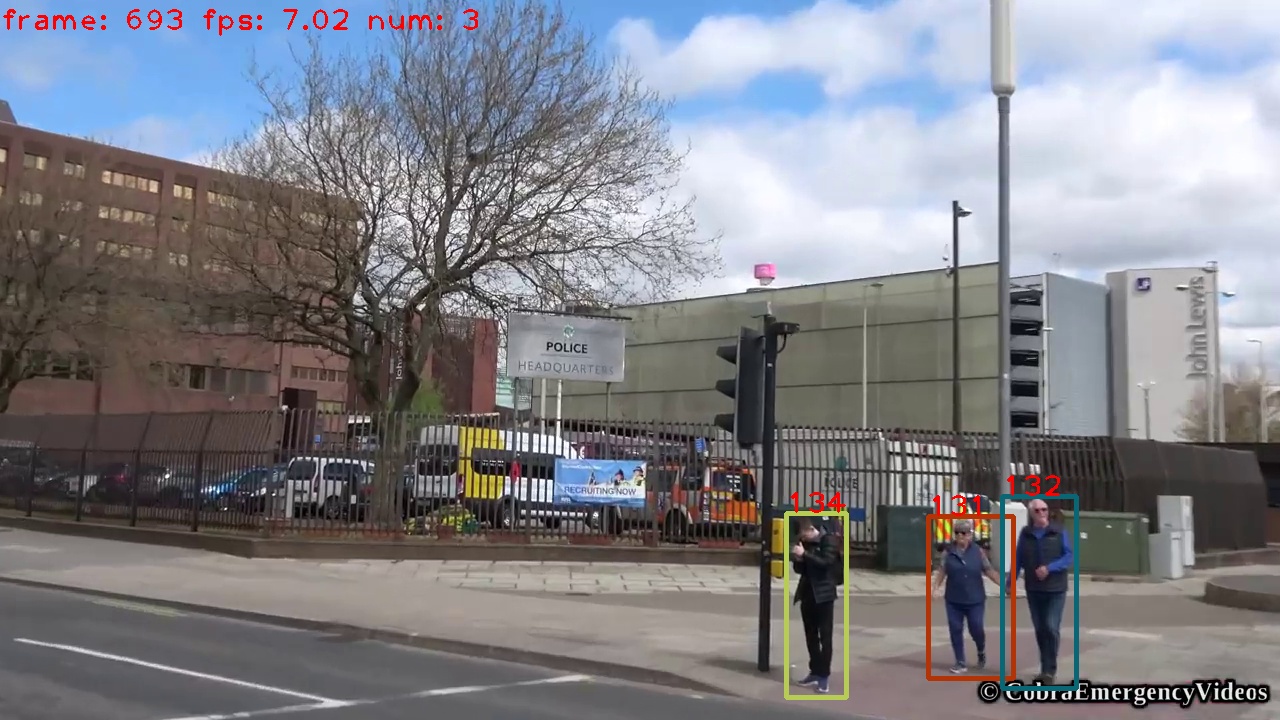 frame: 693 fps: 7.02 num: 3
John Lewis
POLICE
HEADQUARTERS
RECRUITING NOW
134
131
132
© CobraEmergencyVideos